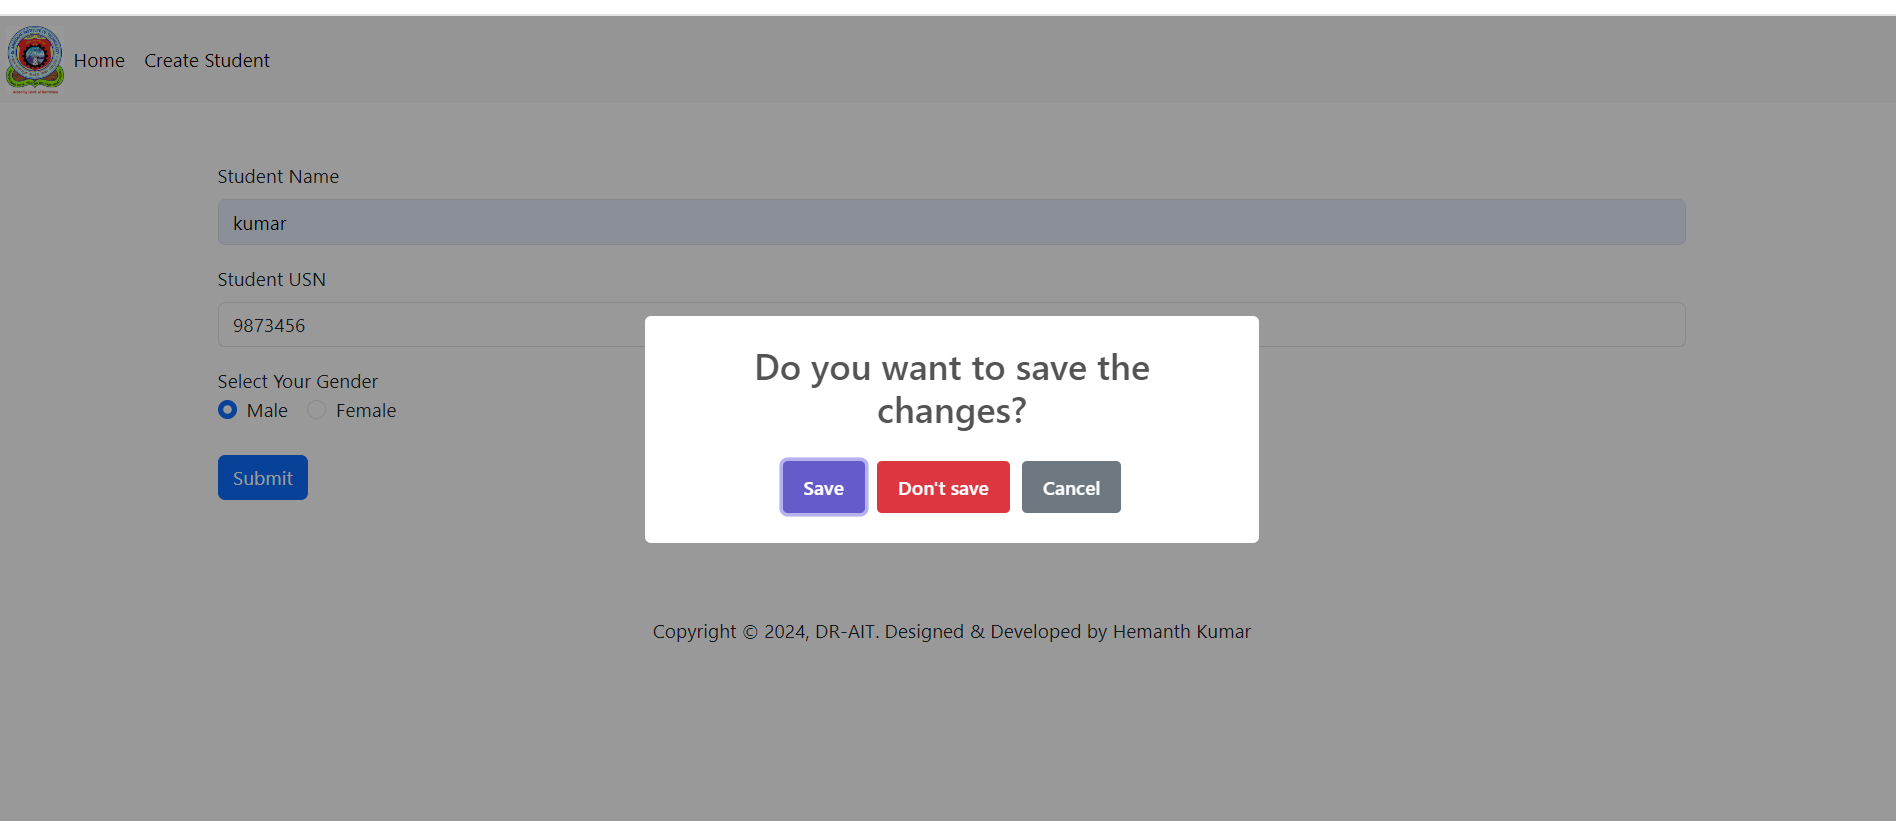 Home Create Student
Student Name
kumar
Student USN
9873456
Select Your Gender
Male Female
Submit
Do you want to save the
changes?
Save Don't save Cancel
Copyright © 2024, DR-AIT. Designed & Developed by Hemanth Kumar